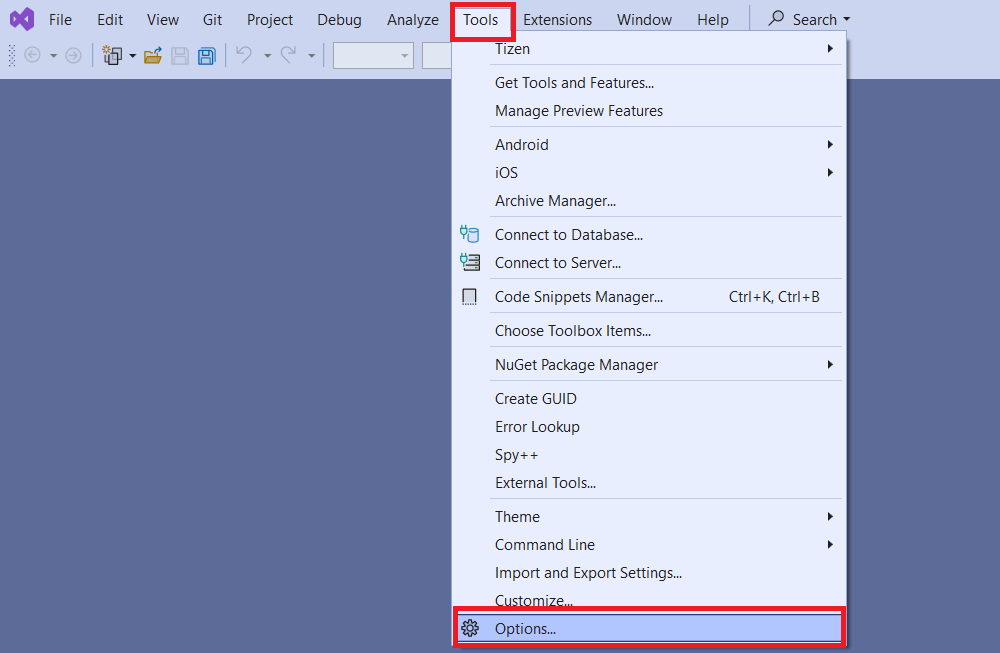 File Edit View Git Project Debug Analyze Tools Extensions Window Help Search
Tizen
Get Tools and Features...
Manage Preview Features
Android
iOS
Archive Manager...
Connect to Database...
Connect to Server...
Code Snippets Manager... Ctrl+K, Ctrl+B
Choose Toolbox Items...
NuGet Package Manager
Create GUID
Error Lookup
Spy++
External Tools...
Theme
Command Line
Import and Export Settings...
Customize...
Options...